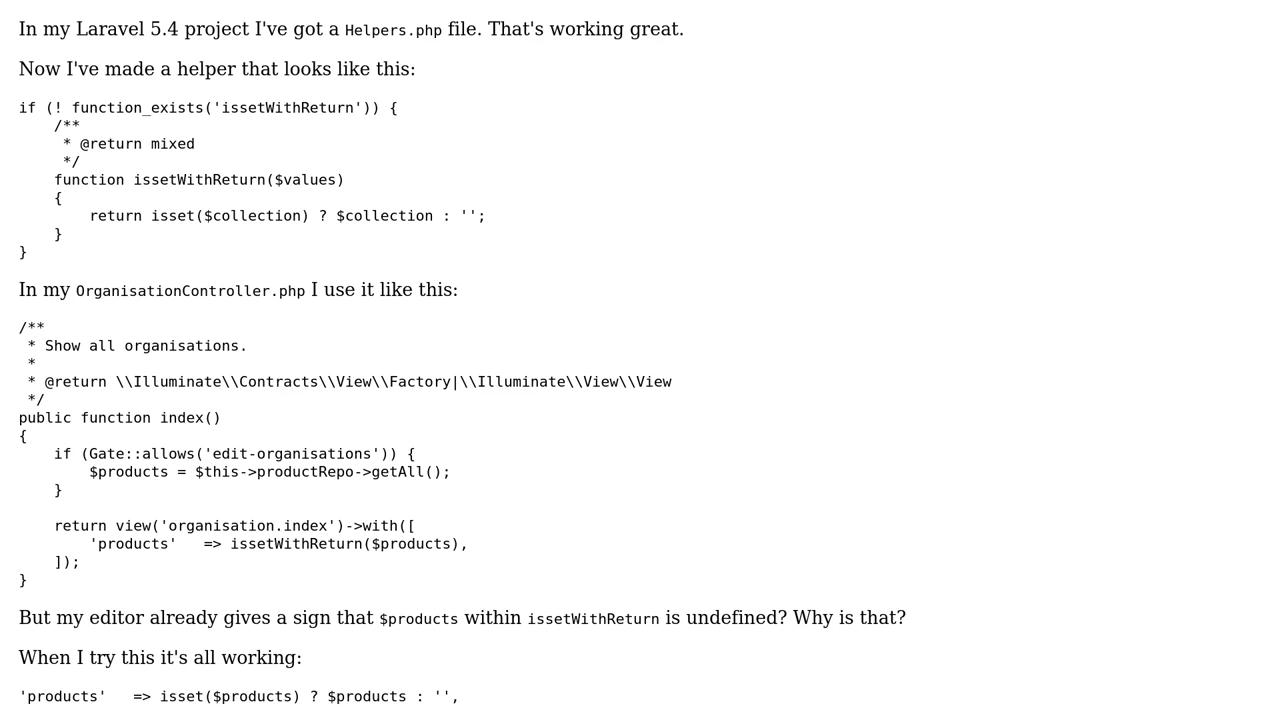 In my Laravel 5.4 project I've got a Helpers.php file. That's working great.
Now I've made a helper that looks like this:
if (! function_exists('issetWithReturn')) {
    /**
     * @return mixed
     */
    function issetWithReturn($values)
    {
        return isset($collection) ? $collection : '';
    }
}
In my OrganisationController.php I use it like this:
/**
 * Show all organisations.
 *
 * @return \\Illuminate\\Contracts\\View\\Factory|\\Illuminate\\View\\View
 */
public function index()
{
    if (Gate::allows('edit-organisations')) {
        $products = $this->productRepo->getAll();
    }

    return view('organisation.index')->with([
        'products'   => issetWithReturn($products),
    ]);
}
But my editor already gives a sign that $products within issetWithReturn is undefined? Why is that?
When I try this it's all working:
'products'   => isset($products) ? $products : '',